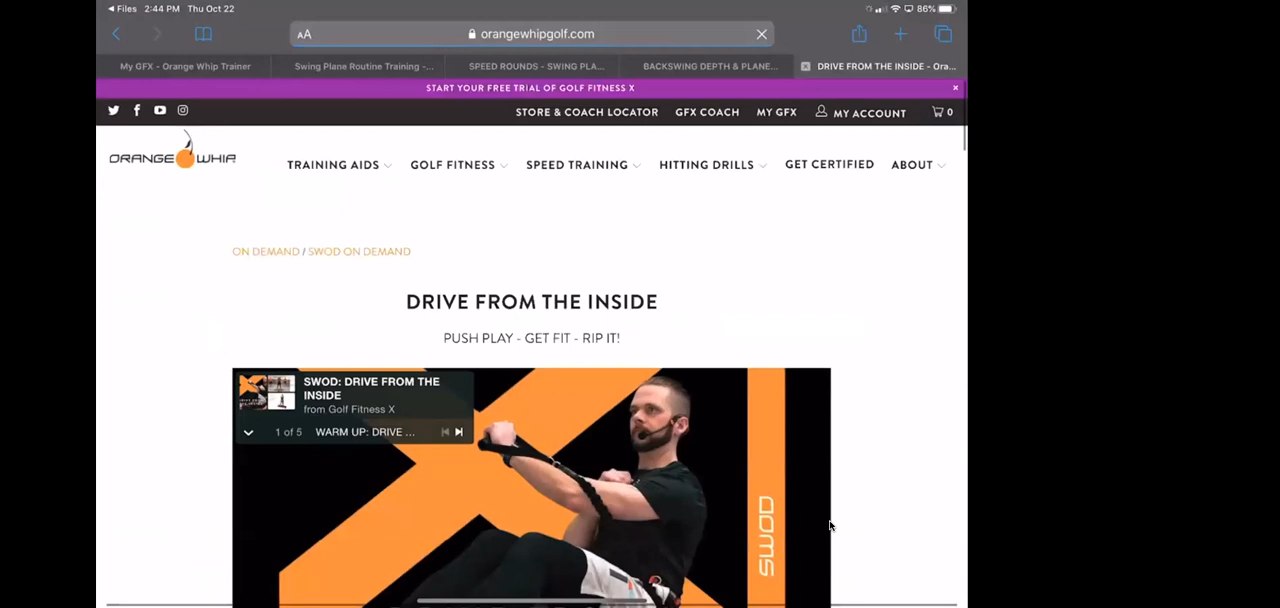 Files 2:44 PM Thu Oct 22 86%
AA orangewhipgolf.com
My GFX - Orange Whip Trainer Swing Plane Routine Training -... SPEED ROUNDS - SWING PLA... BACKSWING DEPTH & PLANE... DRIVE FROM THE INSIDE - Ora...
START YOUR FREE TRIAL OF GOLF FITNESS X
STORE & COACH LOCATOR GFX COACH MY GFX MY ACCOUNT 0
ORANGE WHIP
TRAINING AIDS GOLF FITNESS SPEED TRAINING HITTING DRILLS GET CERTIFIED ABOUT
ON DEMAND / SWOD ON DEMAND
DRIVE FROM THE INSIDE
PUSH PLAY - GET FIT - RIP IT!
SWOD: DRIVE FROM THE
INSIDE
from Golf Fitness X
1 of 5 WARM UP: DRIVE ...
SWOD